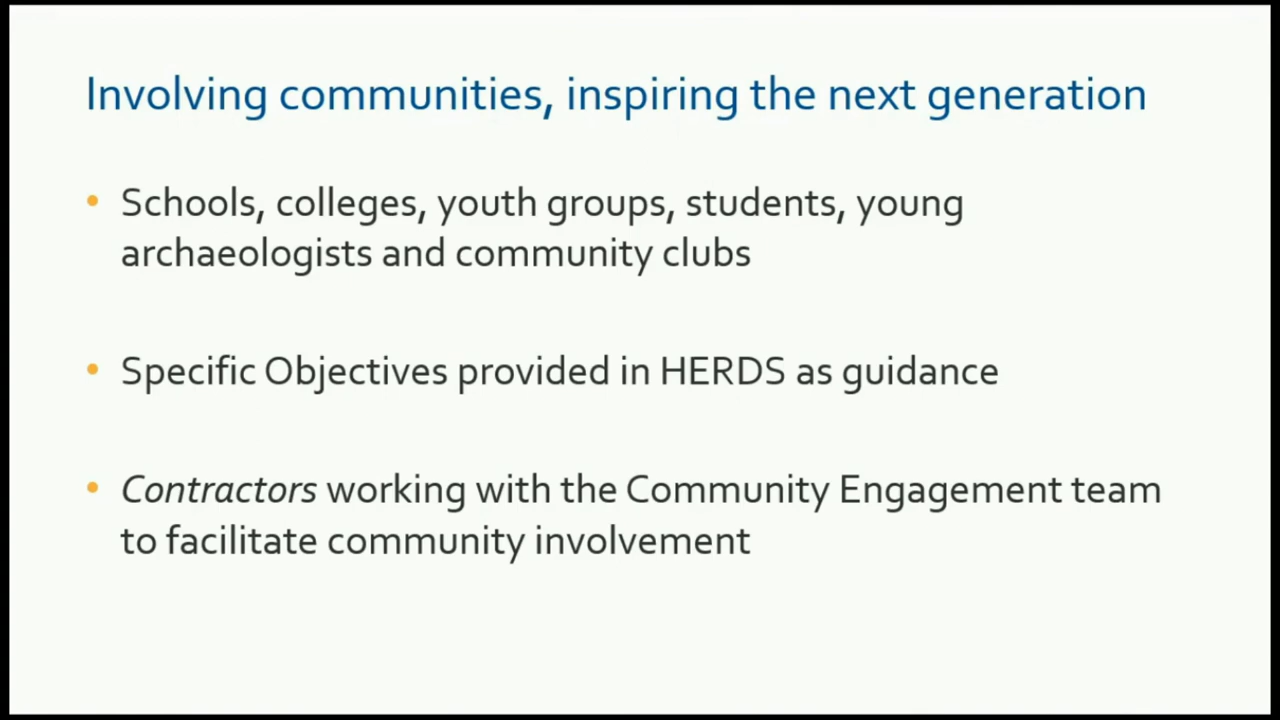 Involving communities, inspiring the next generation
• Schools, colleges, youth groups, students, young
archaeologists and community clubs
• Specific Objectives provided in HERDS as guidance
• Contractors working with the Community Engagement team
to facilitate community involvement